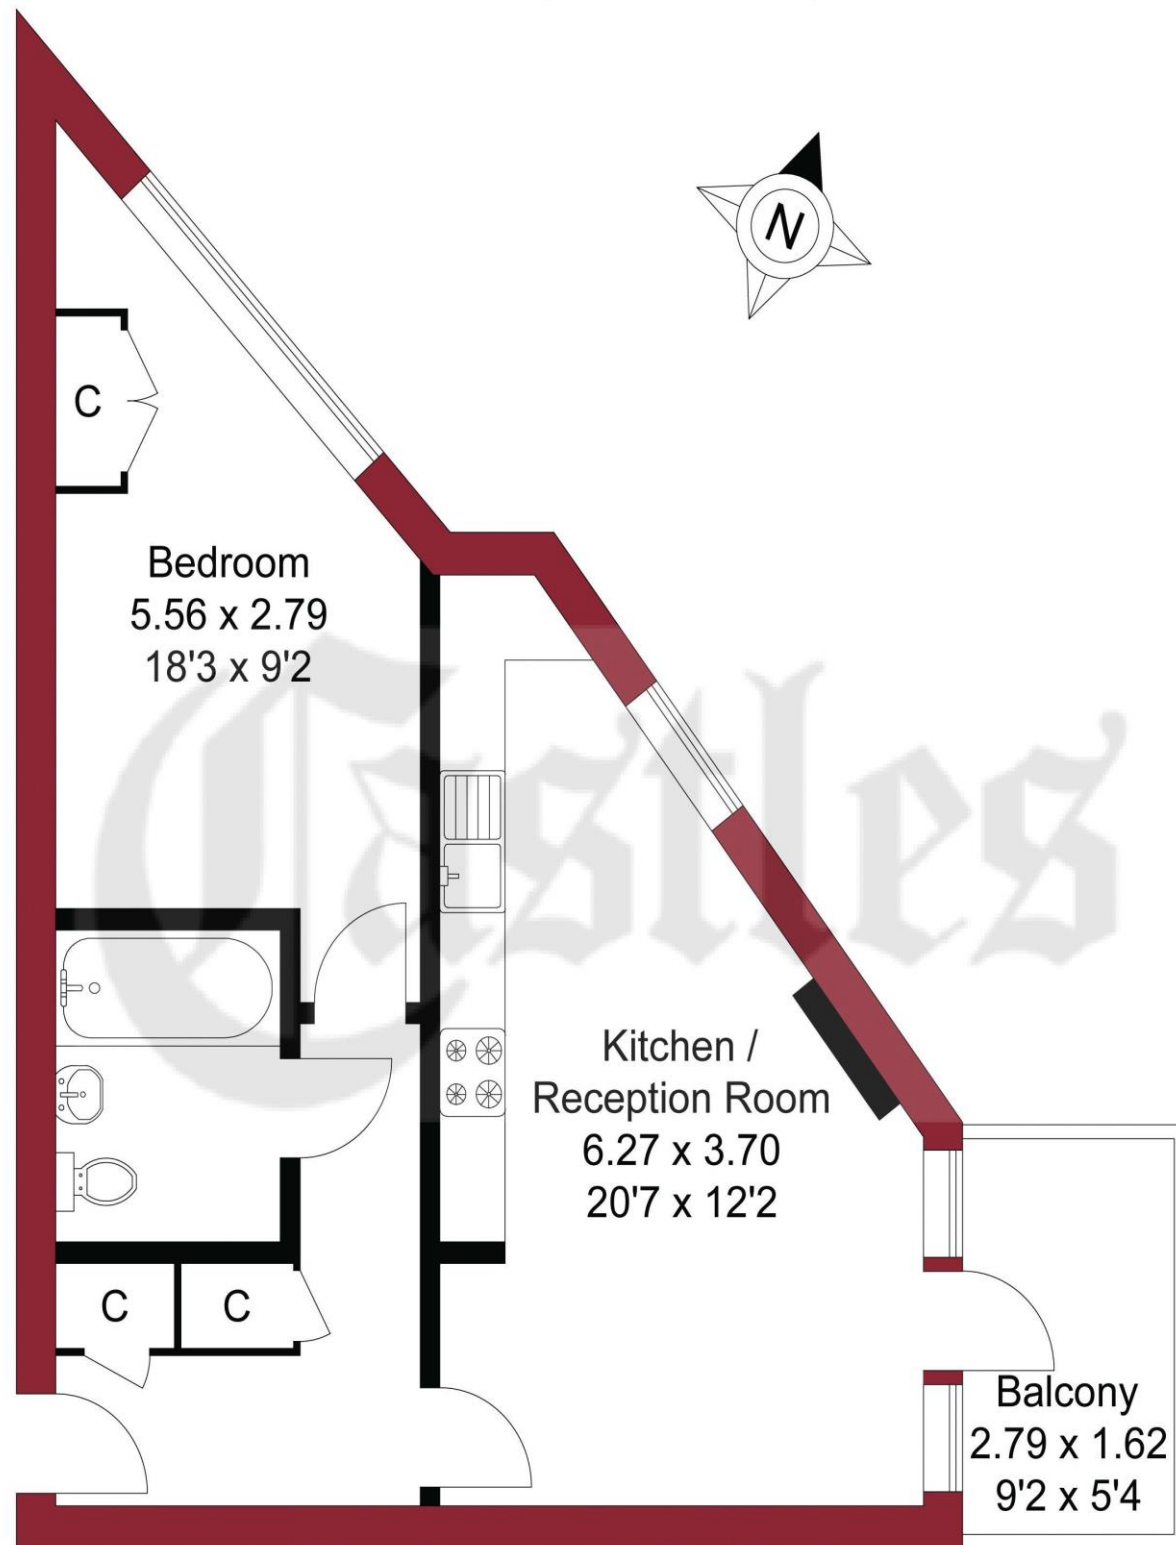 N
C
Bedroom
5.56 x 2.79
18'3 x 9'2
Castles
Kitchen /
Reception Room
6.27 x 3.70
20'7 x 12'2
C
C
Balcony
2.79 x 1.62
9'2 x 5'4